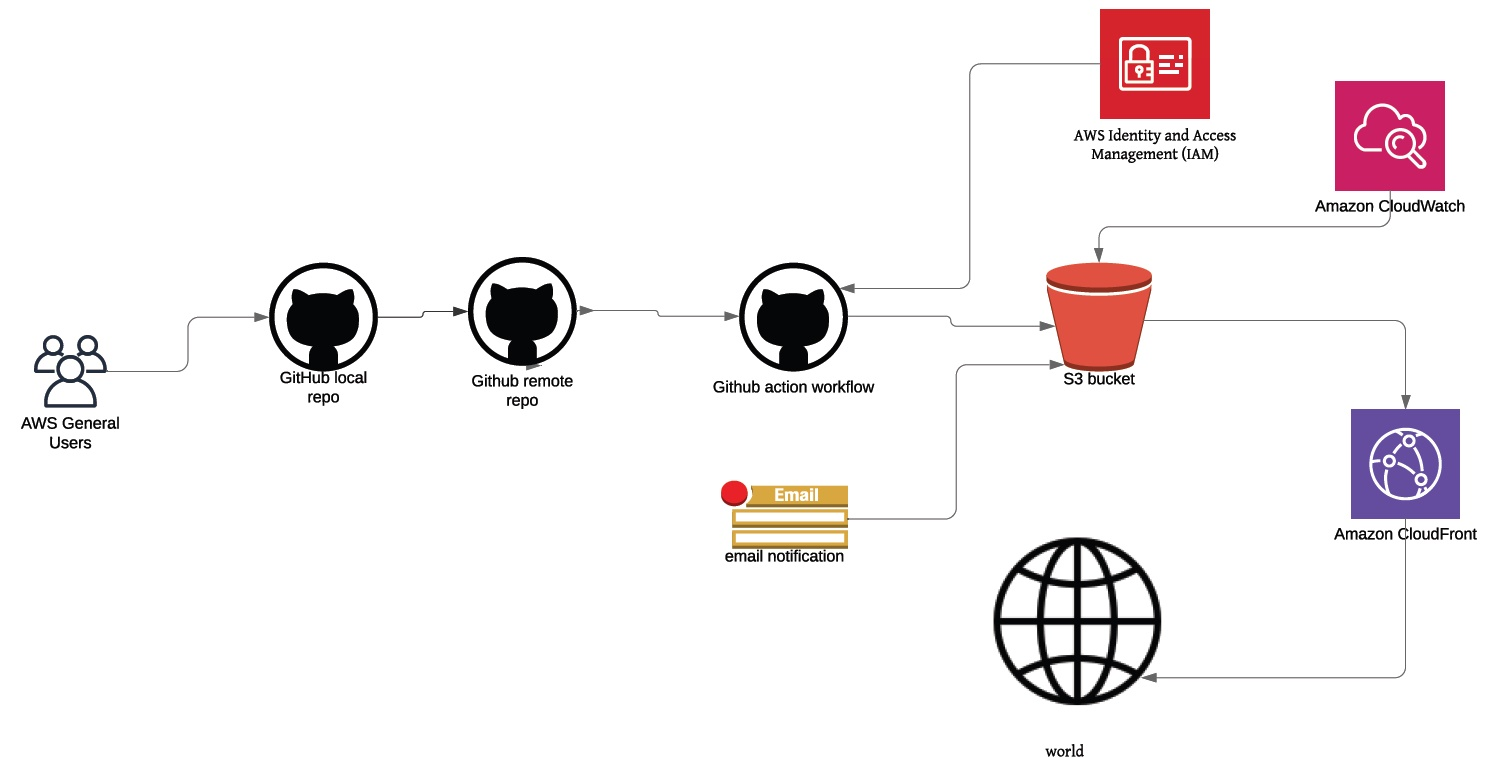 AWS Identity and Access
Management (IAM)
Amazon CloudWatch
GitHub local
repo
Github remote
repo
Github action workflow
S3 bucket
AWS General
Users
Email
email notification
Amazon CloudFront
world